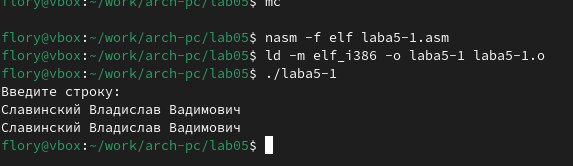 flory@vbox:~/work/arch-pc/lab05$ mc
flory@vbox:~/work/arch-pc/lab05$ nasm -f elf laba5-1.asm
flory@vbox:~/work/arch-pc/lab05$ ld -m elf_i386 -o laba5-1 laba5-1.o
flory@vbox:~/work/arch-pc/lab05$ ./laba5-1
Введите строку:
Славинский Владислав Вадимович
Славинский Владислав Вадимович
flory@vbox:~/work/arch-pc/lab05$